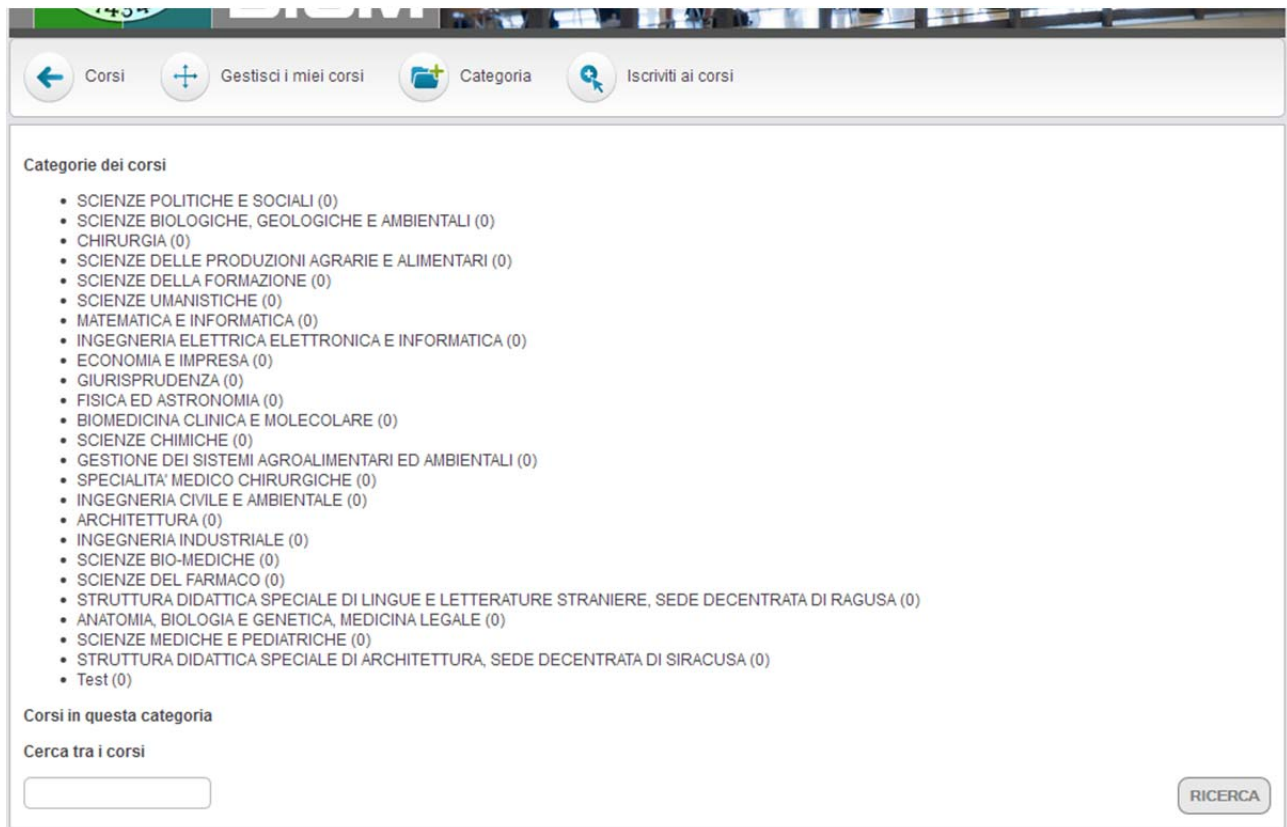 1434
Corsi
Gestisci i miei corsi
Categoria
Iscriviti ai corsi
Categorie dei corsi
SCIENZE POLITICHE E SOCIALI (0)
SCIENZE BIOLOGICHE, GEOLOGICHE E AMBIENTALI (0)
CHIRURGIA (0)
SCIENZE DELLE PRODUZIONI AGRARIE E ALIMENTARI (0)
SCIENZE DELLA FORMAZIONE (0)
SCIENZE UMANISTICHE (0)
MATEMATICA E INFORMATICA (0)
INGEGNERIA ELETTRICA ELETTRONICA E INFORMATICA (0)
ECONOMIA E IMPRESA (0)
GIURISPRUDENZA (0)
FISICA ED ASTRONOMIA (0)
BIOMEDICINA CLINICA E MOLECOLARE (0)
SCIENZE CHIMICHE (0)
GESTIONE DEI SISTEMI AGROALIMENTARI ED AMBIENTALI (0)
SPECIALITA' MEDICO CHIRURGICHE (0)
INGEGNERIA CIVILE E AMBIENTALE (0)
ARCHITETTURA (0)
INGEGNERIA INDUSTRIALE (0)
SCIENZE BIO-MEDICHE (0)
SCIENZE DEL FARMACO (0)
STRUTTURA DIDATTICA SPECIALE DI LINGUE E LETTERATURE STRANIERE, SEDE DECENTRATA DI RAGUSA (0)
ANATOMIA, BIOLOGIA E GENETICA, MEDICINA LEGALE (0)
SCIENZE MEDICHE E PEDIATRICHE (0)
STRUTTURA DIDATTICA SPECIALE DI ARCHITETTURA, SEDE DECENTRATA DI SIRACUSA (0)
Test (0)
Corsi in questa categoria
Cerca tra i corsi
RICERCA